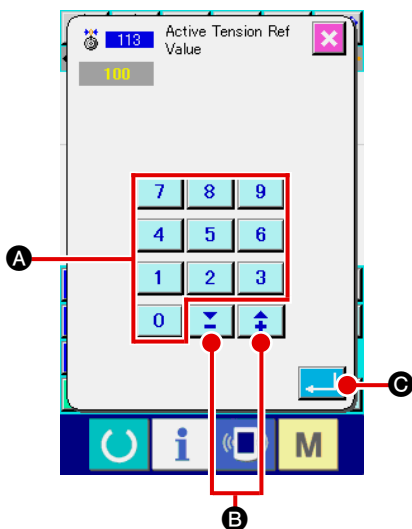 113 Active Tension Ref
Value
100
7 8 9
4 5 6
A
1 2 3
0
C
i M
B